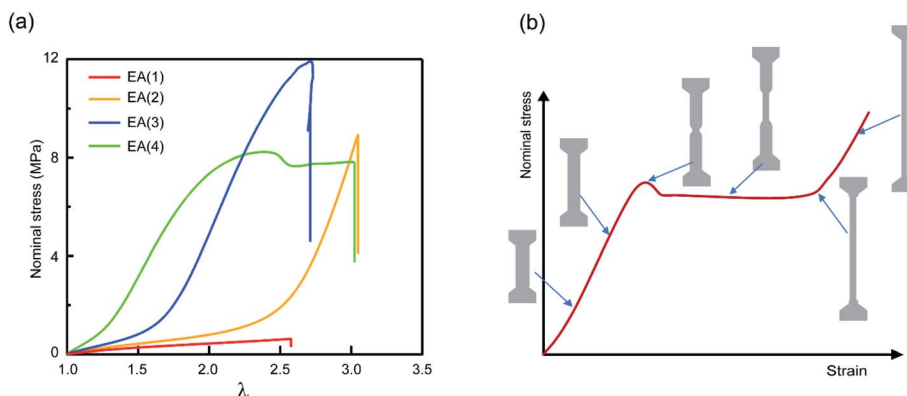 (a)
12
8
4
0
Nominal stress (MPa)
EA(1)
EA(2)
EA(3)
EA(4)
1.0 1.5 2.0 2.5 3.0 3.5
λ
(b)
Nominal stress
Strain